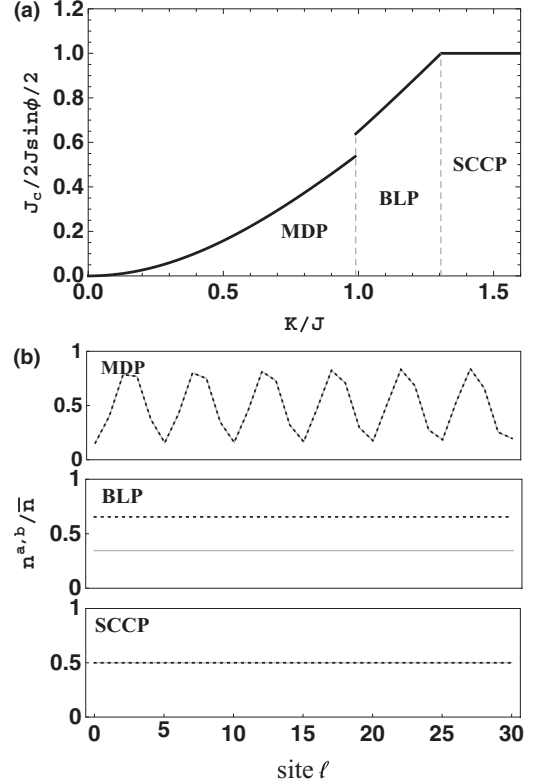 (a)
1.2
1.0
0.8
0.6
0.4
0.2
0.0
J_c/2Jsinϕ/2
MDP
BLP
SCCP
0.0 0.5 1.0 1.5
K/J
(b)
1
MDP
0.5
0
1
BLP
0.5
0
1
SCCP
0.5
0
n^{a,b}/n̄
0 5 10 15 20 25 30
site ℓ